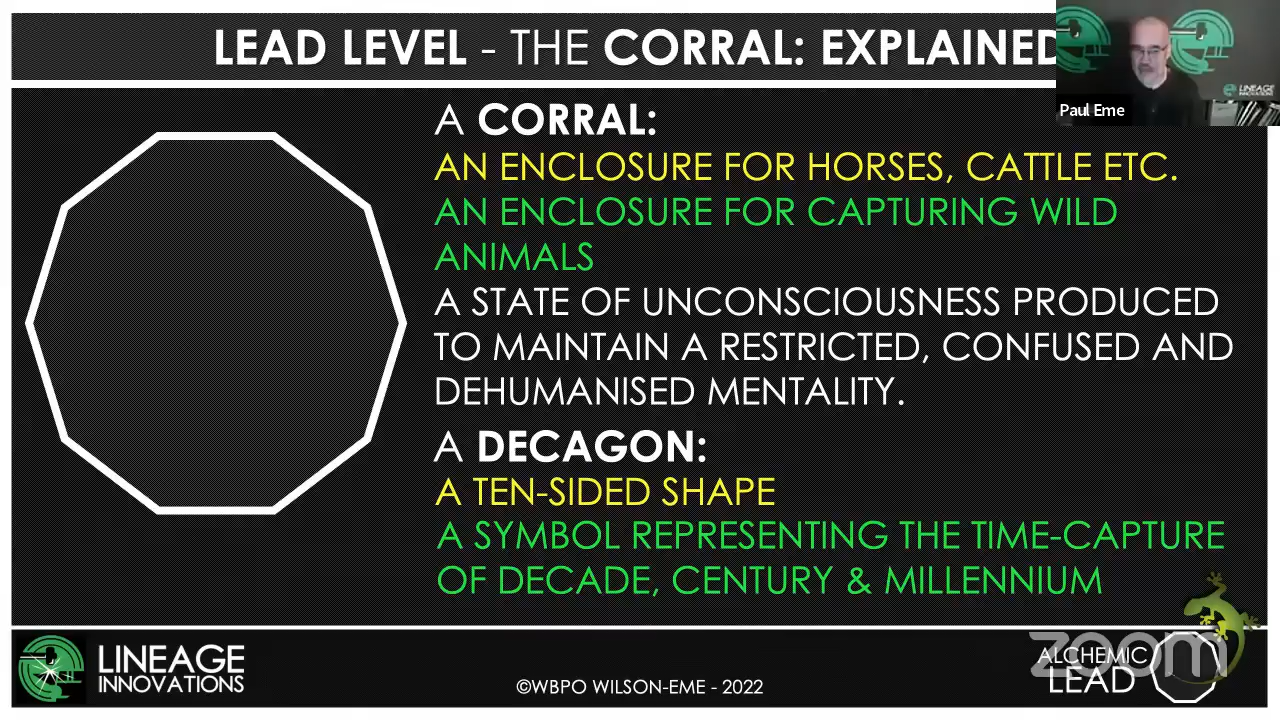 LEAD LEVEL - THE CORRAL: EXPLAINED
Paul Eme
LINEAGE
INNOVATIONS
A CORRAL:
AN ENCLOSURE FOR HORSES, CATTLE ETC.
AN ENCLOSURE FOR CAPTURING WILD
ANIMALS
A STATE OF UNCONSCIOUSNESS PRODUCED
TO MAINTAIN A RESTRICTED, CONFUSED AND
DEHUMANISED MENTALITY.
A DECAGON:
A TEN-SIDED SHAPE
A SYMBOL REPRESENTING THE TIME-CAPTURE
OF DECADE, CENTURY & MILLENNIUM
LINEAGE
INNOVATIONS
©WBPO WILSON-EME - 2022
zoom
ALCHEMIC
LEAD